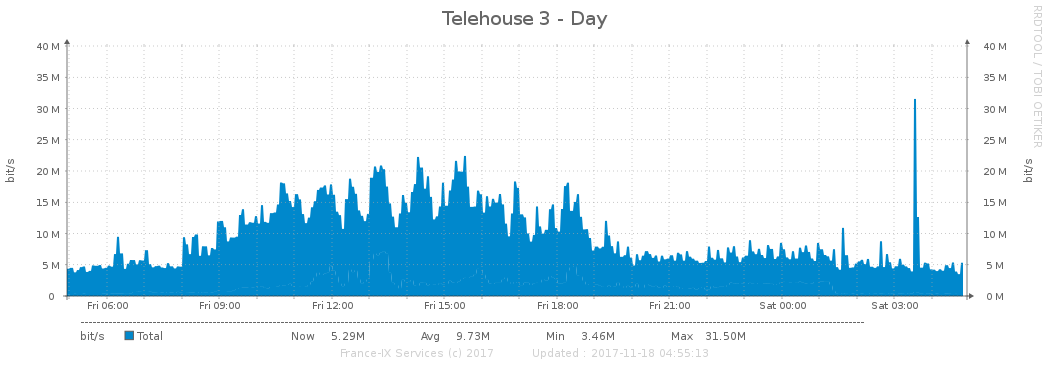 Telehouse 3 - Day
RRDTOOL / TOBI OETIKER
40 M 40 M
35 M 35 M
30 M 30 M
25 M 25 M
20 M 20 M
15 M 15 M
10 M 10 M
5 M 5 M
0 0 M
bit/s bit/s
Fri 06:00 Fri 09:00 Fri 12:00 Fri 15:00 Fri 18:00 Fri 21:00 Sat 00:00 Sat 03:00
bit/s Total Now 5.29M Avg 9.73M Min 3.46M Max 31.50M
France-IX Services (c) 2017 Updated : 2017-11-18 04:55:13